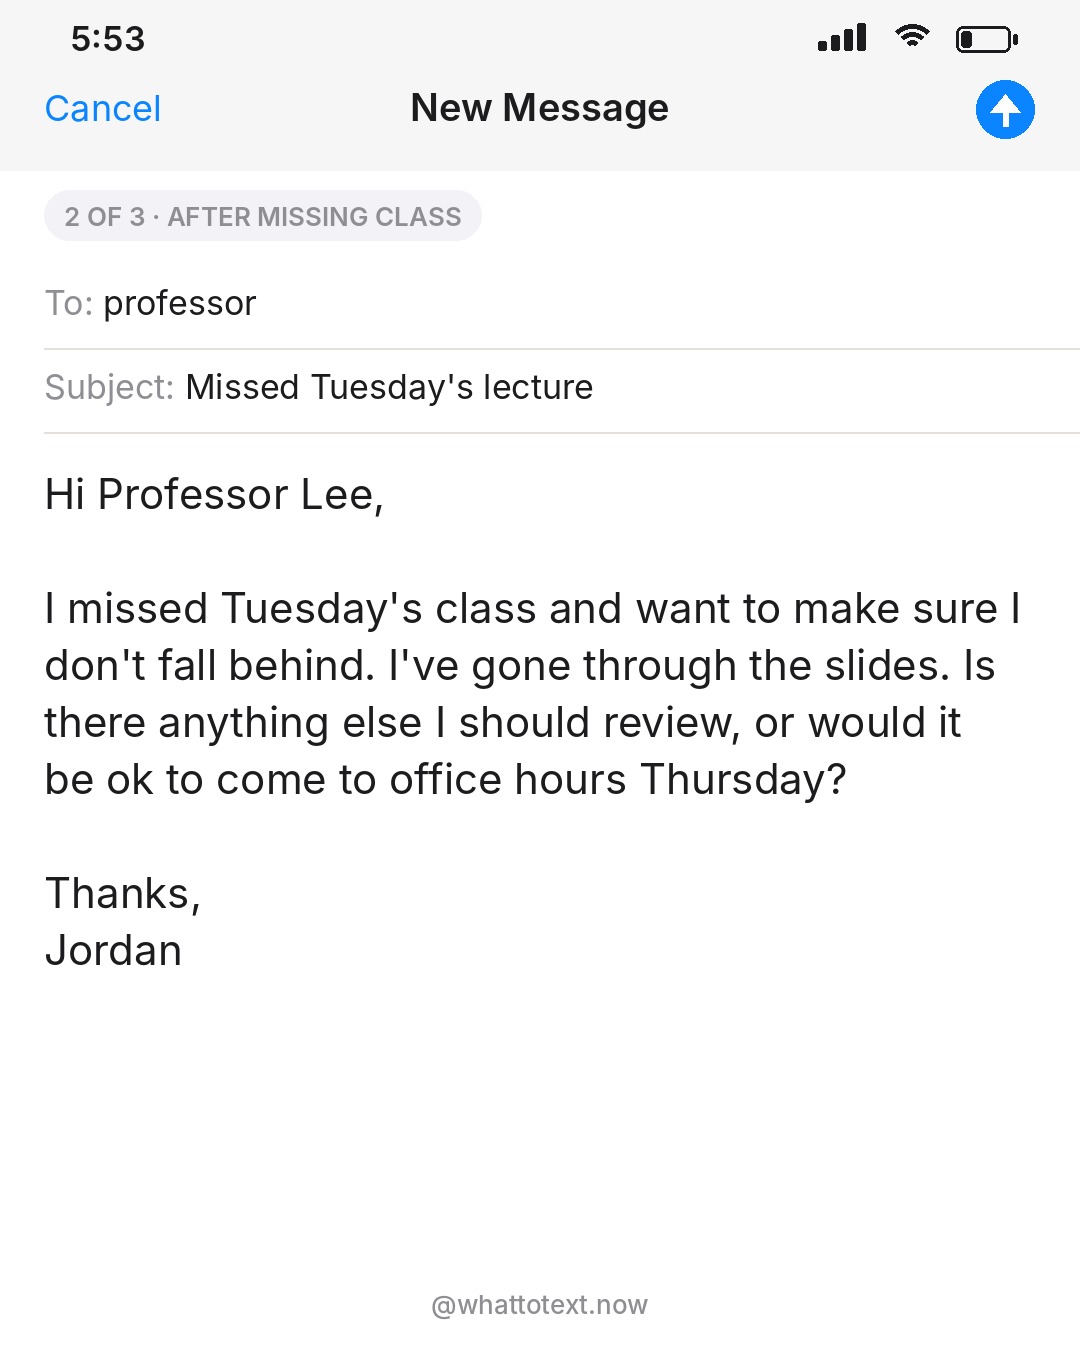 5:53
Cancel
New Message
2 OF 3 · AFTER MISSING CLASS
To: professor
Subject: Missed Tuesday's lecture
Hi Professor Lee,
I missed Tuesday's class and want to make sure I
don't fall behind. I've gone through the slides. Is
there anything else I should review, or would it
be ok to come to office hours Thursday?
Thanks,
Jordan
@whattotext.now